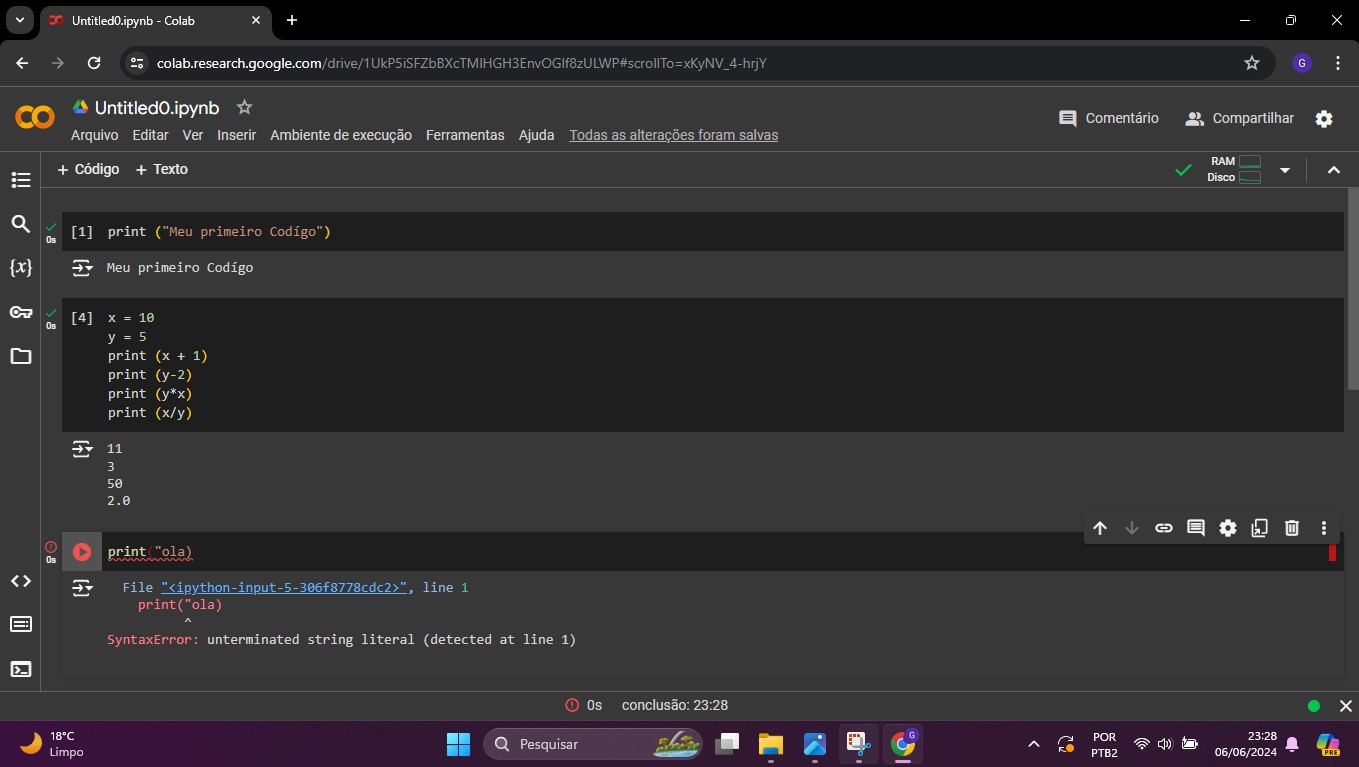 Untitled0.ipynb - Colab
colab.research.google.com/drive/1UkP5iSFZbBXcTMIHGH3EnvOGlf8zULWP#scrollTo=xKyNV_4-hrjY
G
Untitled0.ipynb
Arquivo Editar Ver Inserir Ambiente de execução Ferramentas Ajuda Todas as alterações foram salvas
Comentário Compartilhar
+ Código + Texto
RAM
Disco
0s
[1] print ("Meu primeiro Codígo")
Meu primeiro Codígo
{x}
0s
[4] x = 10
y = 5
print (x + 1)
print (y-2)
print (y*x)
print (x/y)
11
3
50
2.0
0s
print("ola)
File "<ipython-input-5-306f8778cdc2>", line 1
print("ola)
^
SyntaxError: unterminated string literal (detected at line 1)
0s conclusão: 23:28
18°C
Limpo
Pesquisar
G
POR
PTB2
23:28
06/06/2024
PRE